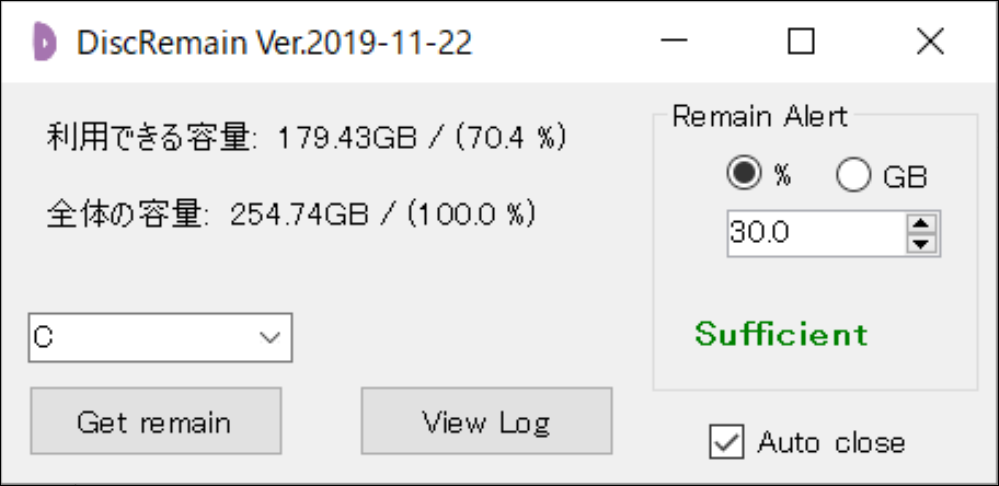 DiscRemain Ver.2019-11-22
利用できる容量: 179.43GB / (70.4 %)
全体の容量: 254.74GB / (100.0 %)
Remain Alert
% GB
30.0
Sufficient
C
Get remain
View Log
Auto close